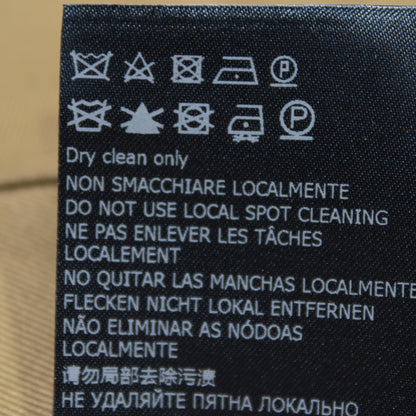 P
P
Dry clean only
NON SMACCHIARE LOCALMENTE
DO NOT USE LOCAL SPOT CLEANING
NE PAS ENLEVER LES TÂCHES
LOCALEMENT
NO QUITAR LAS MANCHAS LOCALMENTE
FLECKEN NICHT LOKAL ENTFERNEN
NÃO ELIMINAR AS NÓDOAS
LOCALMENTE
请勿局部去除污渍
НЕ УДАЛЯЙТЕ ПЯТНА ЛОКАЛЬНО